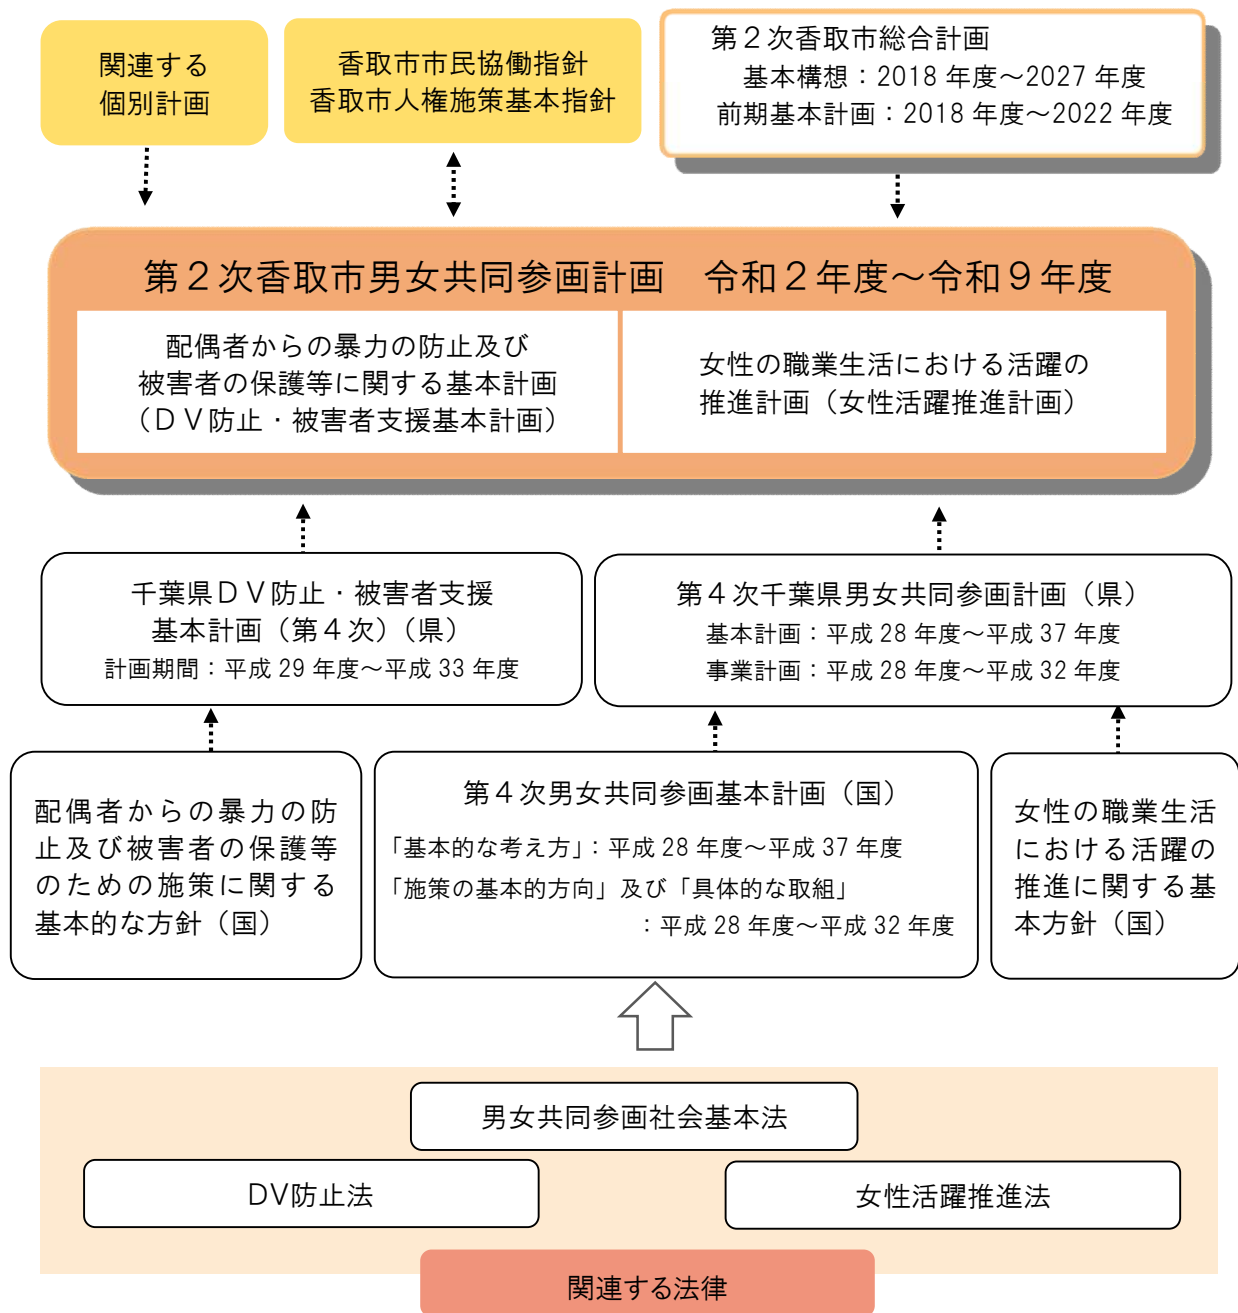 関連する
個別計画
香取市市民協働指針
香取市人権施策基本指針
第２次香取市総合計画
基本構想：2018 年度～2027 年度
前期基本計画：2018 年度～2022 年度
第２次香取市男女共同参画計画　令和２年度～令和９年度
配偶者からの暴力の防止及び
被害者の保護等に関する基本計画
（ＤＶ防止・被害者支援基本計画）
女性の職業生活における活躍の
推進計画（女性活躍推進計画）
千葉県ＤＶ防止・被害者支援
基本計画（第４次）（県）
計画期間：平成 29 年度～平成 33 年度
第４次千葉県男女共同参画計画（県）
基本計画：平成 28 年度～平成 37 年度
事業計画：平成 28 年度～平成 32 年度
配偶者からの暴力の防
止及び被害者の保護等
のための施策に関する
基本的な方針（国）
第４次男女共同参画基本計画（国）
「基本的な考え方」：平成 28 年度～平成 37 年度
「施策の基本的方向」及び「具体的な取組」
：平成 28 年度～平成 32 年度
女性の職業生活
における活躍の
推進に関する基
本方針（国）
男女共同参画社会基本法
DV防止法
女性活躍推進法
関連する法律